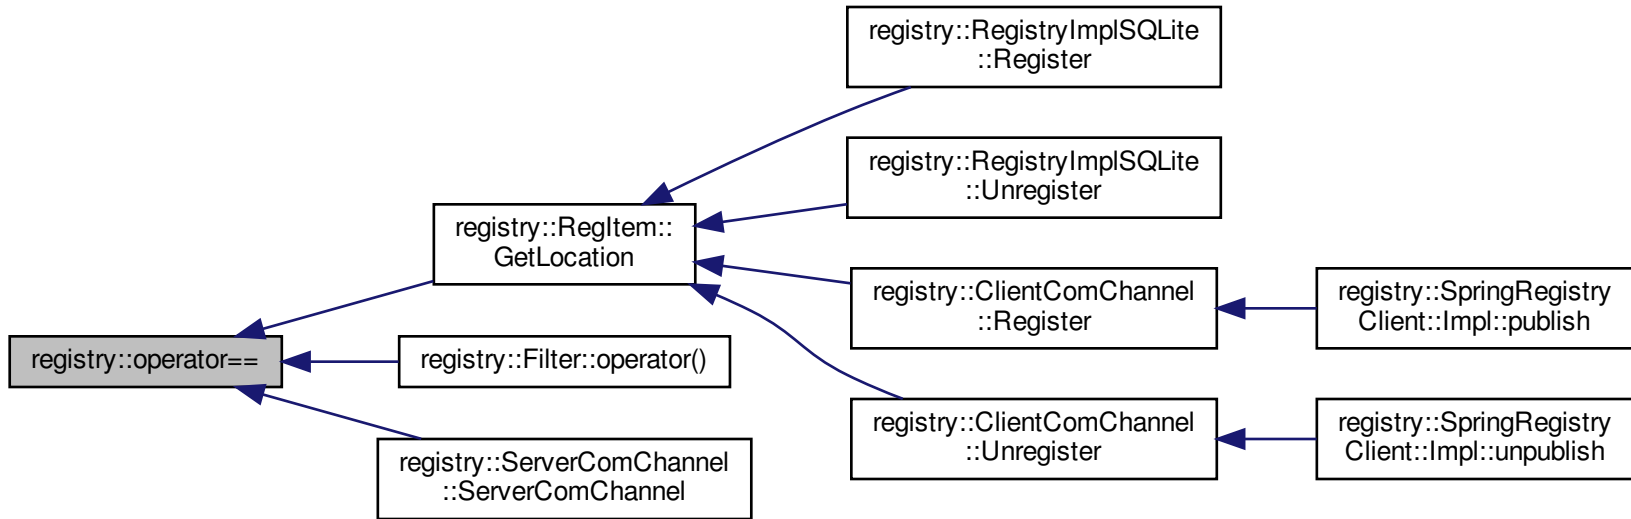 registry::RegistryImplSQLite
::Register
registry::RegistryImplSQLite
::Unregister
registry::RegItem::
GetLocation
registry::ClientComChannel
::Register
registry::SpringRegistry
Client::Impl::publish
registry::operator==
registry::Filter::operator()
registry::ClientComChannel
::Unregister
registry::SpringRegistry
Client::Impl::unpublish
registry::ServerComChannel
::ServerComChannel